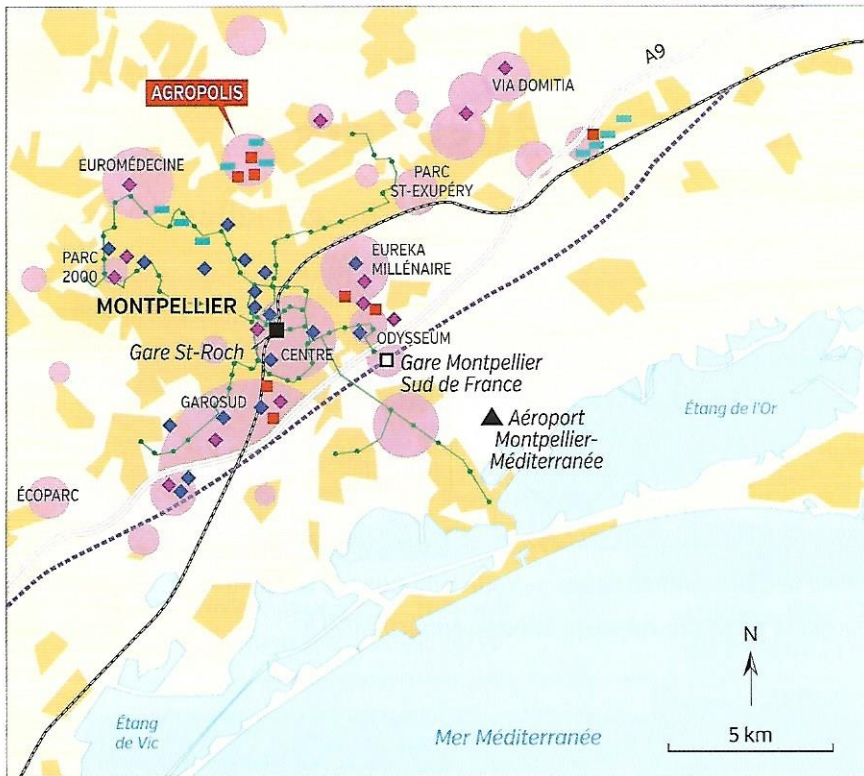 A9
VIA DOMITIA
AGROPOLIS
EUROMÉDECINE
PARC
ST-EXUPÉRY
PARC
2000
EUREKA
MILLÉNAIRE
MONTPELLIER
Gare St-Roch
CENTRE
ODYSSEUM
Gare Montpellier
Sud de France
GAROSUD
Aéroport
Montpellier-
Méditerranée
Étang de l'Or
ÉCOPARC
N
5 km
Étang
de Vic
Mer Méditerranée